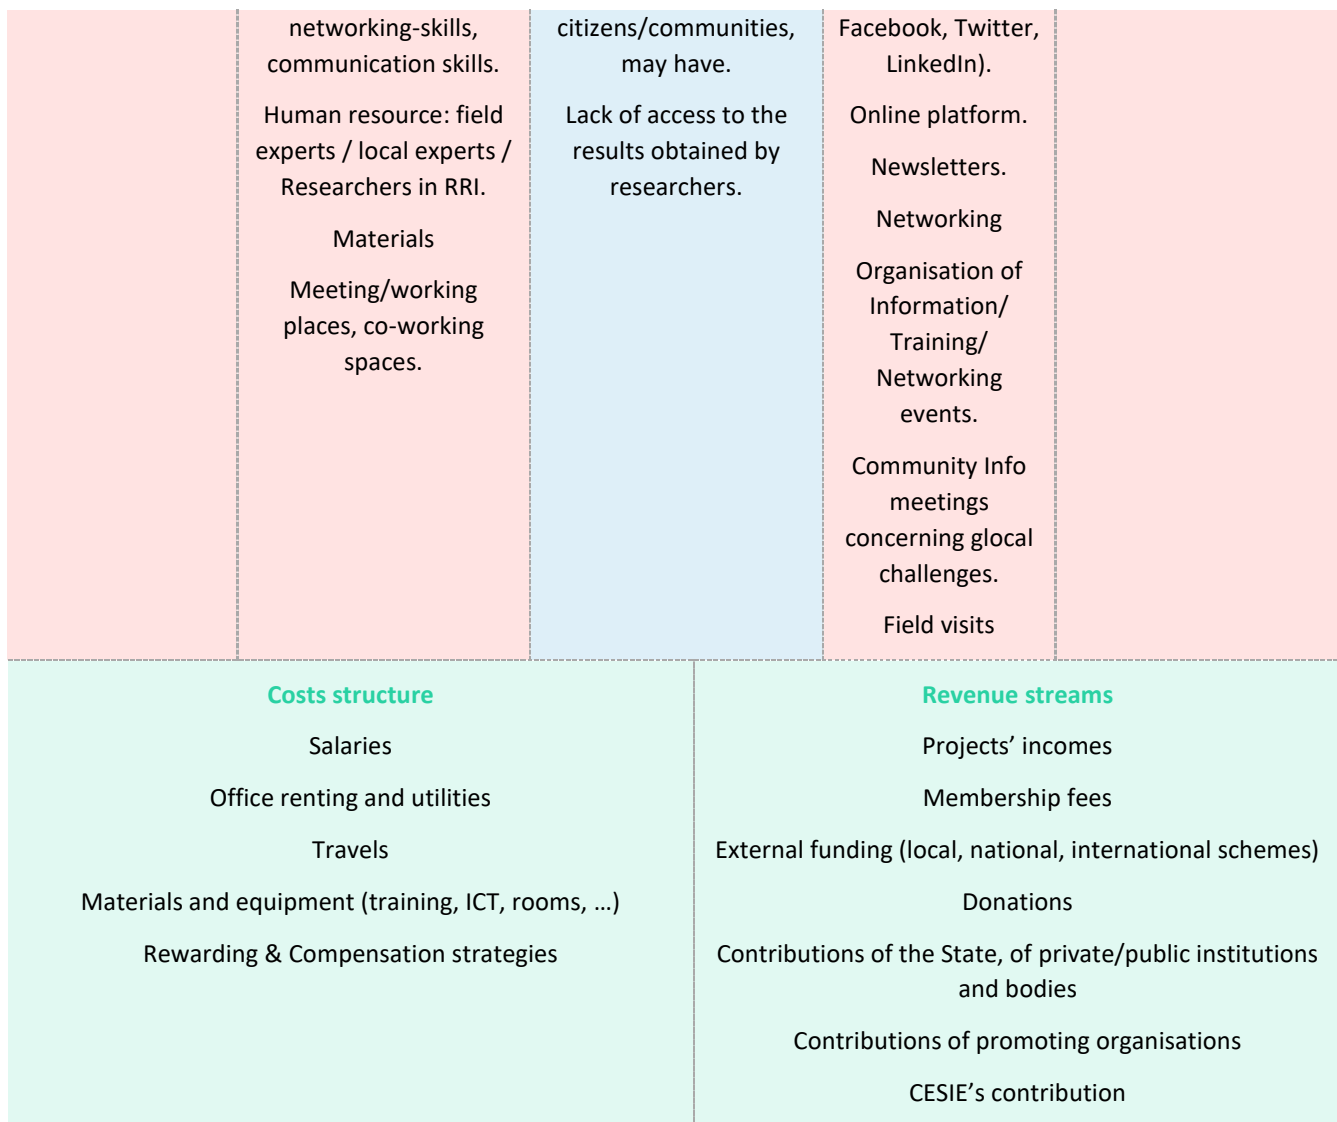 networking-skills,
communication skills.
Human resource: field
experts / local experts /
Researchers in RRI.
Materials
Meeting/working
places, co-working
spaces.
citizens/communities,
may have.
Lack of access to the
results obtained by
researchers.
Facebook, Twitter,
LinkedIn).
Online platform.
Newsletters.
Networking
Organisation of
Information/
Training/
Networking
events.
Community Info
meetings
concerning glocal
challenges.
Field visits
Costs structure
Salaries
Office renting and utilities
Travels
Materials and equipment (training, ICT, rooms, …)
Rewarding & Compensation strategies
Revenue streams
Projects’ incomes
Membership fees
External funding (local, national, international schemes)
Donations
Contributions of the State, of private/public institutions
and bodies
Contributions of promoting organisations
CESIE’s contribution